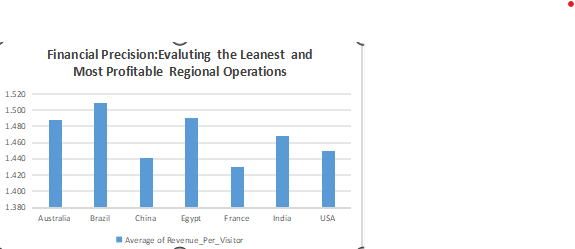 Financial Precision:Evaluting the Leanest and
Most Profitable Regional Operations
1.520
1.500
1.480
1.460
1.440
1.420
1.400
1.380
Australia Brazil China Egypt France India USA
Average of Revenue_Per_Visitor